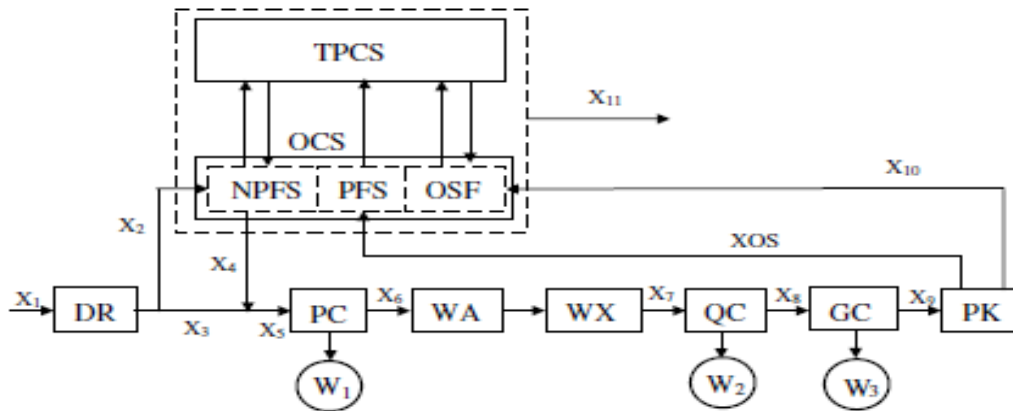 TPCS
X11
OCS
NPFS PFS OSF
X10
X2
XOS
X4
X1 DR X3 X5 PC X6 WA WX X7 QC X8 GC X9 PK
W1 W2 W3